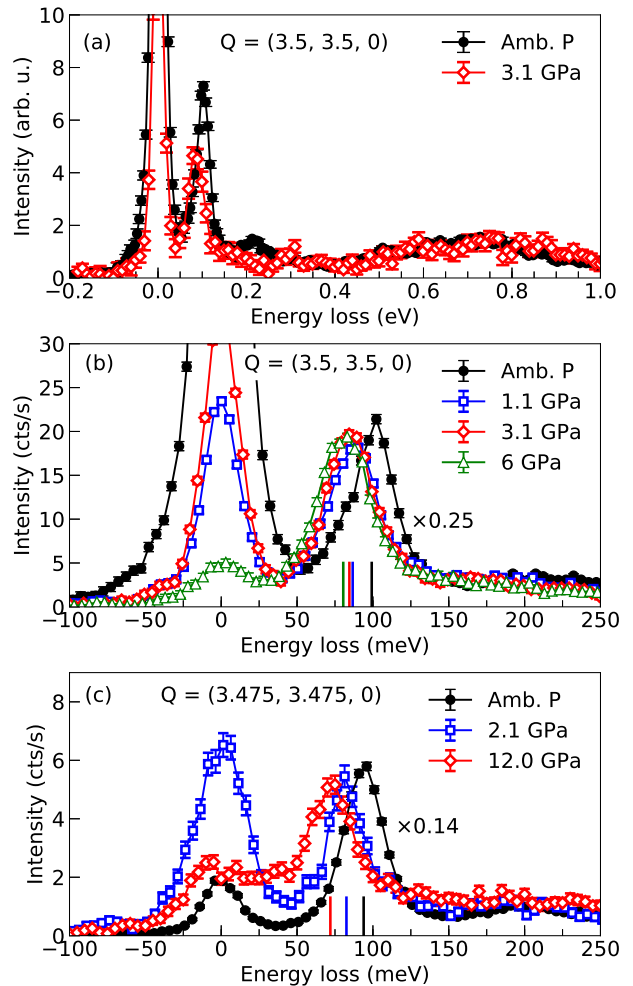 (a)
Q = (3.5, 3.5, 0)
Amb. P
3.1 GPa
Intensity (arb. u.)
10
8
6
4
2
0
−0.2 0.0 0.2 0.4 0.6 0.8 1.0
Energy loss (eV)
(b)
Q = (3.5, 3.5, 0)
Amb. P
1.1 GPa
3.1 GPa
6 GPa
×0.25
Intensity (cts/s)
30
25
20
15
10
5
0
−100 −50 0 50 100 150 200 250
Energy loss (meV)
(c)
Q = (3.475, 3.475, 0)
Amb. P
2.1 GPa
12.0 GPa
×0.14
Intensity (cts/s)
8
6
4
2
0
−100 −50 0 50 100 150 200 250
Energy loss (meV)